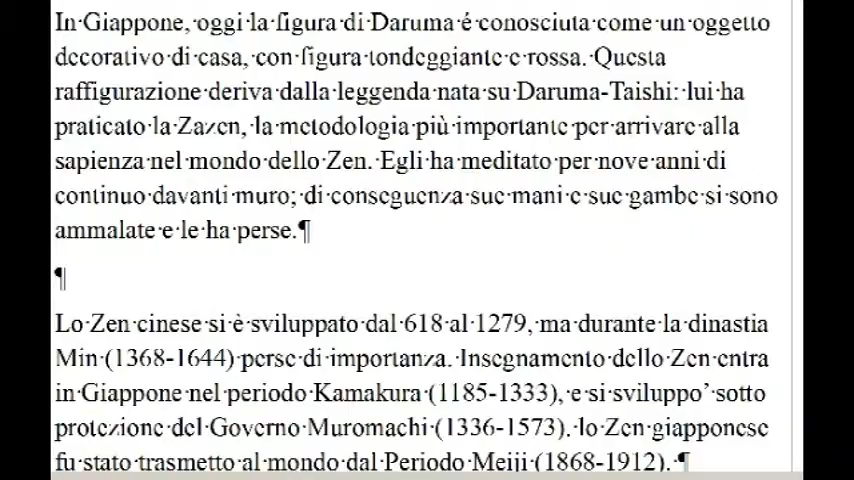 In Giappone, oggi la figura di Daruma é conosciuta come un oggetto
decorativo di casa, con figura tondeggiante e rossa. Questa
raffigurazione deriva dalla leggenda nata su Daruma-Taishi: lui ha
praticato la Zazen, la metodologia più importante per arrivare alla
sapienza nel mondo dello Zen. Egli ha meditato per nove anni di
continuo davanti muro; di conseguenza sue mani e sue gambe si sono
ammalate e le ha perse.¶
¶
Lo Zen cinese si è sviluppato dal 618 al 1279, ma durante la dinastia
Min (1368-1644) perse di importanza. Insegnamento dello Zen entra
in Giappone nel periodo Kamakura (1185-1333), e si sviluppo' sotto
protezione del Governo Muromachi (1336-1573). lo Zen giapponese
fu stato trasmetto al mondo dal Periodo Meiji (1868-1912). ¶